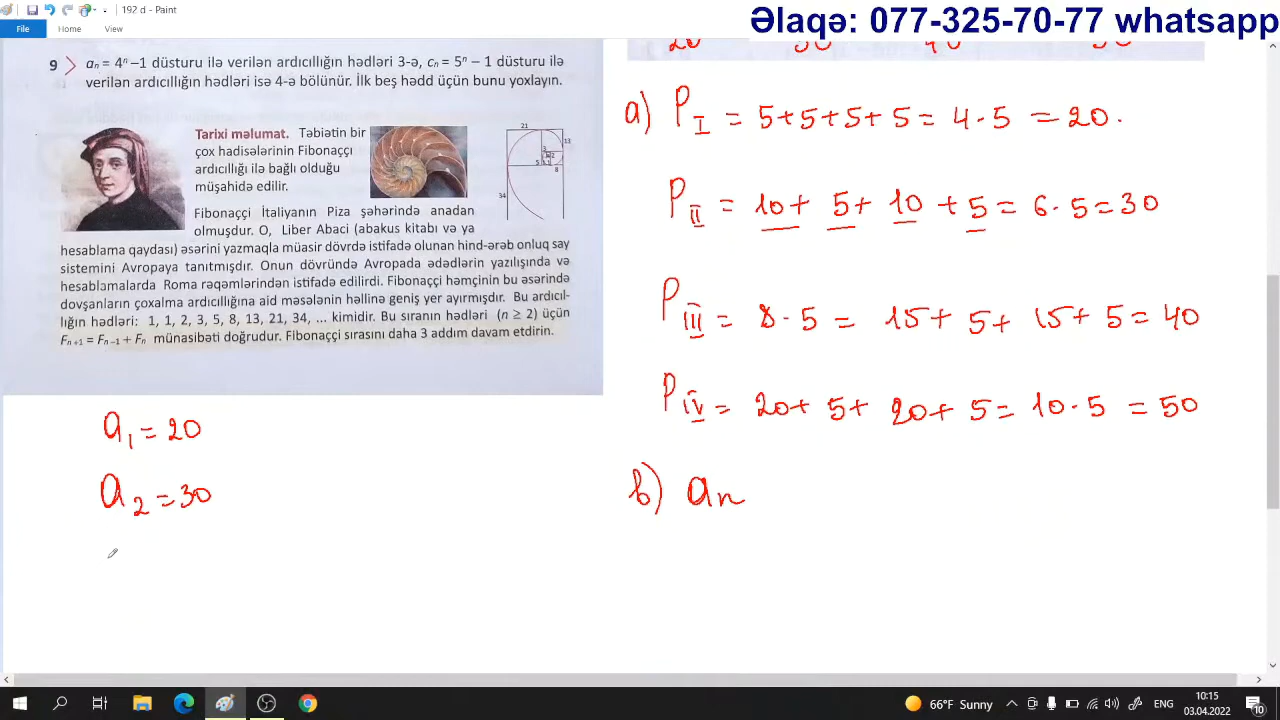 192 d - Paint
Əlaqə: 077-325-70-77 whatsapp
File Home View
9 > aₙ = 4ⁿ –1 düsturu ilə verilən ardıcıllığın hədləri 3-ə, cₙ = 5ⁿ – 1 düsturu ilə
verilən ardıcıllığın hədləri isə 4-ə bölünür. İlk beş hədd üçün bunu yoxlayın.
Tarixi məlumat. Təbiətin bir
çox hadisələrinin Fibonaççı
ardıcıllığı ilə bağlı olduğu
müşahidə edilir.
21
13
5
8
34
Fibonaççi İtaliyanın Piza şəhərində anadan
olmuşdur. O, Liber Abaci (abakus kitabı və ya
hesablama qaydası) əsərini yazmaqla müasir dövrdə istifadə olunan hind-ərəb onluq say
sistemini Avropaya tanıtmışdır. Onun dövründə Avropada ədədlərin yazılışında və
hesablamalarda Roma rəqəmlərindən istifadə edilirdi. Fibonaççi həmçinin bu əsərində
dovşanların çoxalma ardıcıllığına aid məsələnin həllinə geniş yer ayırmışdır. Bu ardıcıl-
lığın hədləri: 1, 1, 2, 3, 5, 8, 13, 21, 34, ... kimidir. Bu sıranın hədləri (n ≥ 2) üçün
Fₙ₊₁ = Fₙ₋₁ + Fₙ münasibəti doğrudur. Fibonaççi sırasını daha 3 addım davam etdirin.
a₁ = 20
a₂ = 30
a) P_I = 5+5+5+5 = 4·5 = 20.
P_II = 10+ 5+ 10 + 5 = 6·5 = 30
P_III = 8·5 = 15+ 5+ 15+ 5 = 40
P_IV = 20+ 5+ 20+ 5 = 10·5 = 50
b) aₙ
66°F Sunny
ENG
10:15
03.04.2022
10